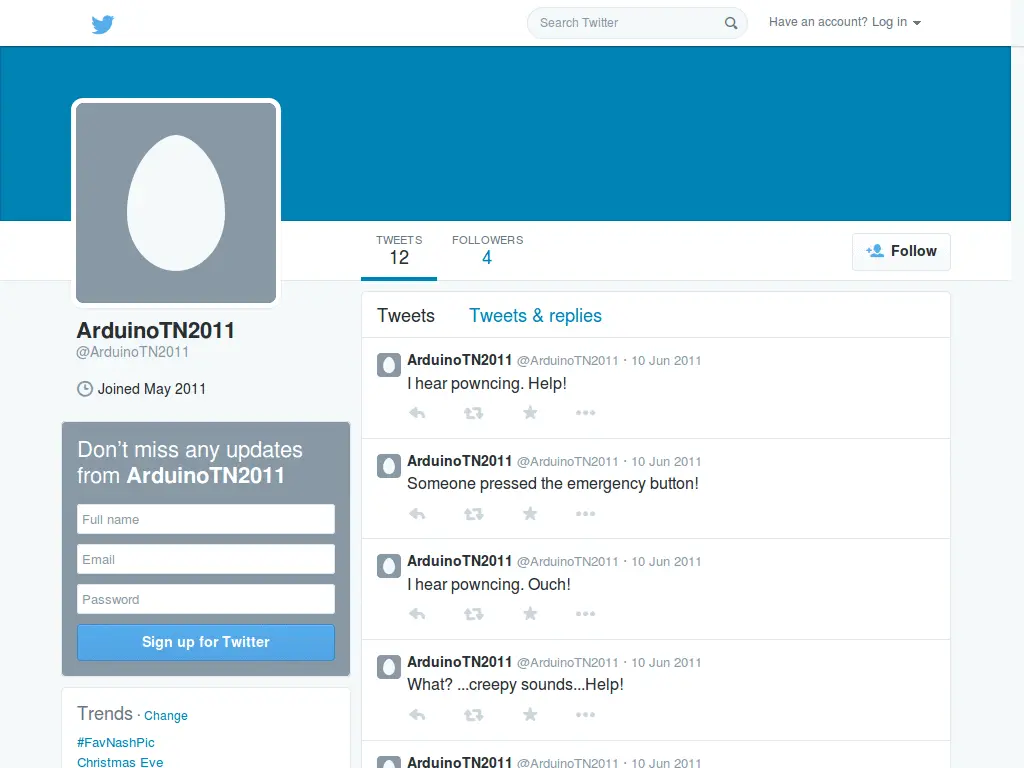 Search Twitter
Have an account? Log in
TWEETS
12
FOLLOWERS
4
Follow
ArduinoTN2011
@ArduinoTN2011
Joined May 2011
Don’t miss any updates
from ArduinoTN2011
Full name
Email
Password
Sign up for Twitter
Trends · Change
#FavNashPic
Christmas Eve
Tweets
Tweets & replies
ArduinoTN2011 @ArduinoTN2011 · 10 Jun 2011
I hear powncing. Help!
ArduinoTN2011 @ArduinoTN2011 · 10 Jun 2011
Someone pressed the emergency button!
ArduinoTN2011 @ArduinoTN2011 · 10 Jun 2011
I hear powncing. Ouch!
ArduinoTN2011 @ArduinoTN2011 · 10 Jun 2011
What? ...creepy sounds...Help!
ArduinoTN2011 @ArduinoTN2011 · 10 Jun 2011